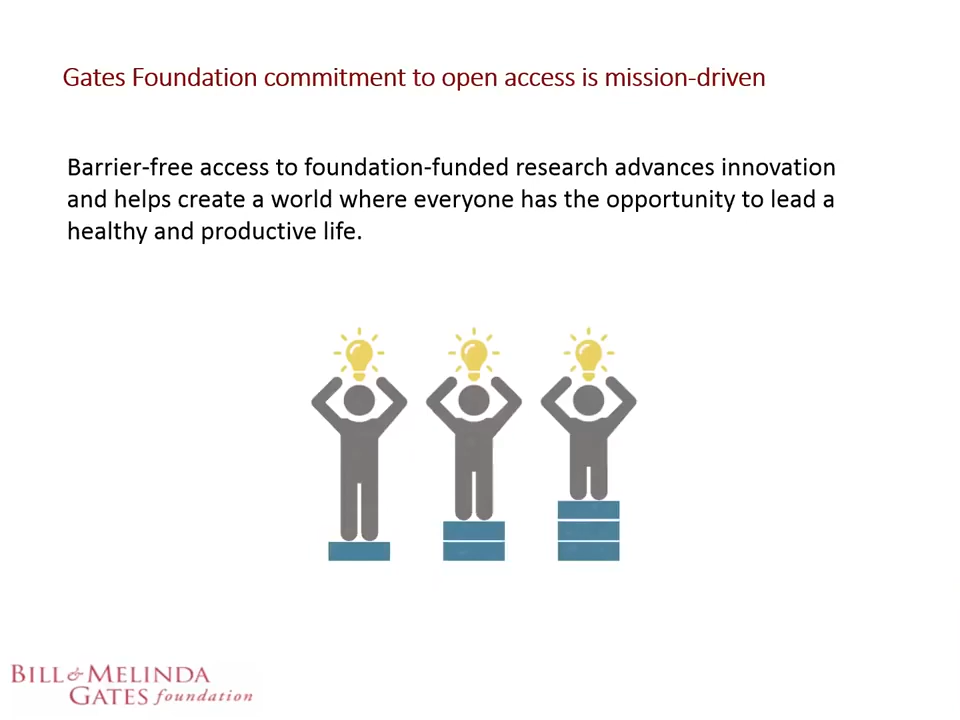 Gates Foundation commitment to open access is mission-driven
Barrier-free access to foundation-funded research advances innovation
and helps create a world where everyone has the opportunity to lead a
healthy and productive life.
BILL & MELINDA
GATES foundation